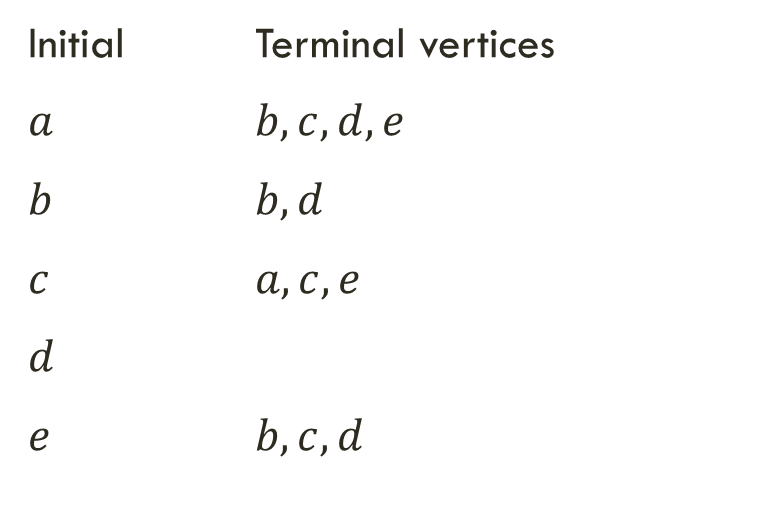 Initial Terminal vertices
a b, c, d, e
b b, d
c a, c, e
d
e b, c, d